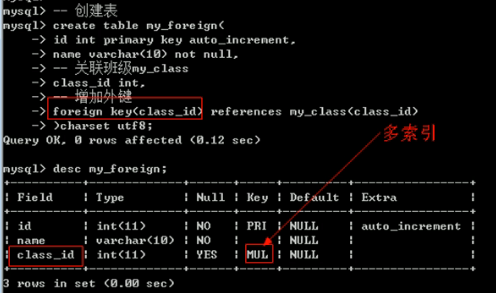 mysql> -- 创建表
mysql> create table my_foreign(
    -> id int primary key auto_increment,
    -> name varchar(10) not null,
    -> -- 关联班级my_class
    -> class_id int,
    -> -- 增加外键
    -> foreign key(class_id) references my_class(class_id)
    -> )charset utf8;
Query OK, 0 rows affected (0.12 sec)
多索引
mysql> desc my_foreign;
+----------+-------------+------+-----+---------+----------------+
| Field | Type | Null | Key | Default | Extra |
+----------+-------------+------+-----+---------+----------------+
| id | int(11) | NO | PRI | NULL | auto_increment |
| name | varchar(10) | NO | | NULL | |
| class_id | int(11) | YES | MUL | NULL | |
+----------+-------------+------+-----+---------+----------------+
3 rows in set (0.00 sec)